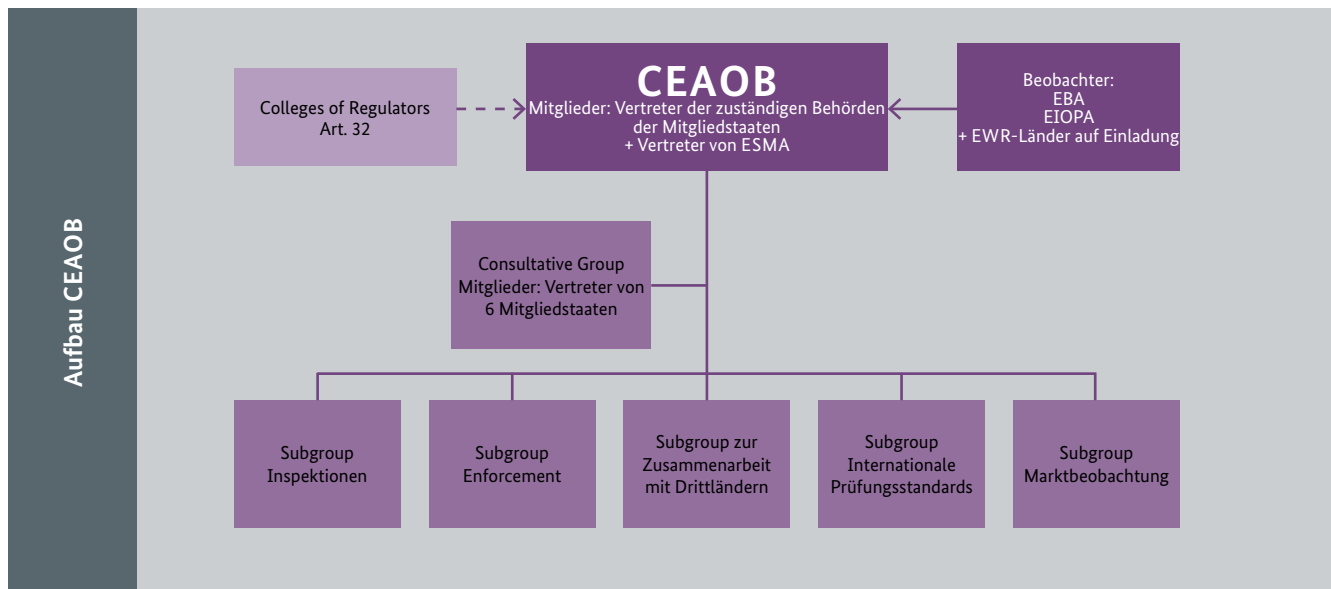 Aufbau CEAOB
Colleges of Regulators
Art. 32
CEAOB
Mitglieder: Vertreter der zuständigen Behörden
der Mitgliedstaaten
+ Vertreter von ESMA
Beobachter:
EBA
EIOPA
+ EWR-Länder auf Einladung
Consultative Group
Mitglieder: Vertreter von
6 Mitgliedstaaten
Subgroup
Inspektionen
Subgroup
Enforcement
Subgroup zur
Zusammenarbeit
mit Drittländern
Subgroup
Internationale
Prüfungsstandards
Subgroup
Marktbeobachtung